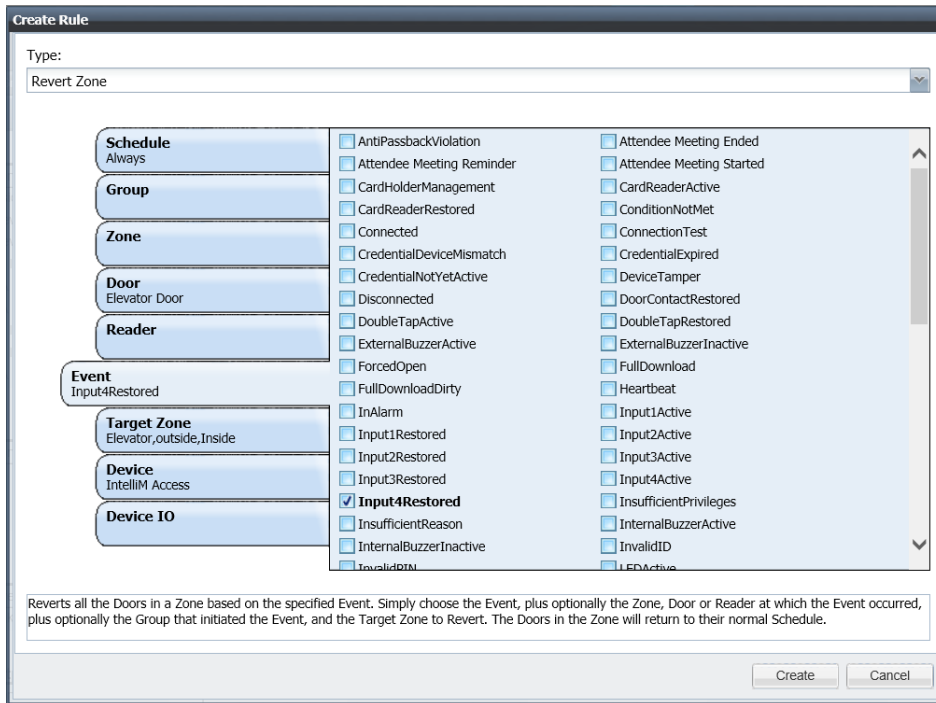 Create Rule
Type:
Revert Zone
Schedule
Always
Group
Zone
Door
Elevator Door
Reader
Event
Input4Restored
Target Zone
Elevator,outside,Inside
Device
IntelliM Access
Device IO
AntiPassbackViolation Attendee Meeting Ended
Attendee Meeting Reminder Attendee Meeting Started
CardHolderManagement CardReaderActive
CardReaderRestored ConditionNotMet
Connected ConnectionTest
CredentialDeviceMismatch CredentialExpired
CredentialNotYetActive DeviceTamper
Disconnected DoorContactRestored
DoubleTapActive DoubleTapRestored
ExternalBuzzerActive ExternalBuzzerInactive
ForcedOpen FullDownload
FullDownloadDirty Heartbeat
InAlarm Input1Active
Input1Restored Input2Active
Input2Restored Input3Active
Input3Restored Input4Active
Input4Restored InsufficientPrivileges
InsufficientReason InternalBuzzerActive
InternalBuzzerInactive InvalidID
InvalidPIN LEDActive
Reverts all the Doors in a Zone based on the specified Event. Simply choose the Event, plus optionally the Zone, Door or Reader at which the Event occurred,
plus optionally the Group that initiated the Event, and the Target Zone to Revert. The Doors in the Zone will return to their normal Schedule.
Create Cancel